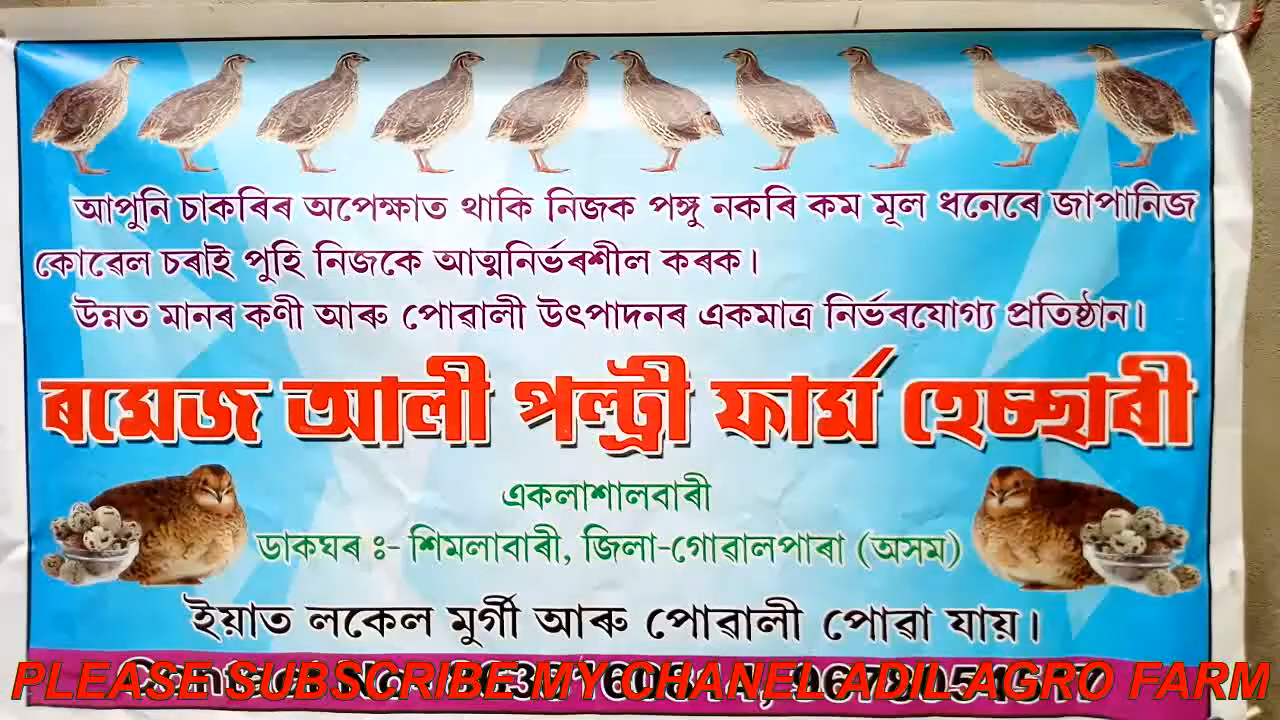 আপুনি চাকৰিৰ অপেক্ষাত থাকি নিজক পঙ্গু নকৰি কম মূল ধনেৰে জাপানিজ
কোৱেল চৰাই পুহি নিজকে আত্মনিৰ্ভৰশীল কৰক।
উন্নত মানৰ কণী আৰু পোৱালী উৎপাদনৰ একমাত্ৰ নিৰ্ভৰযোগ্য প্ৰতিষ্ঠান।
ৰমেজ আলী পল্ট্ৰী ফাৰ্ম হেচ্ছাৰী
একলাশালবাৰী
ডাকঘৰ ঃ- শিমলাবাৰী, জিলা-গোৱালপাৰা (অসম)
ইয়াত লকেল মুৰ্গী আৰু পোৱালী পোৱা যায়।
PLEASE SUBSCRIBE MY CHANEL ADIL AGRO FARM